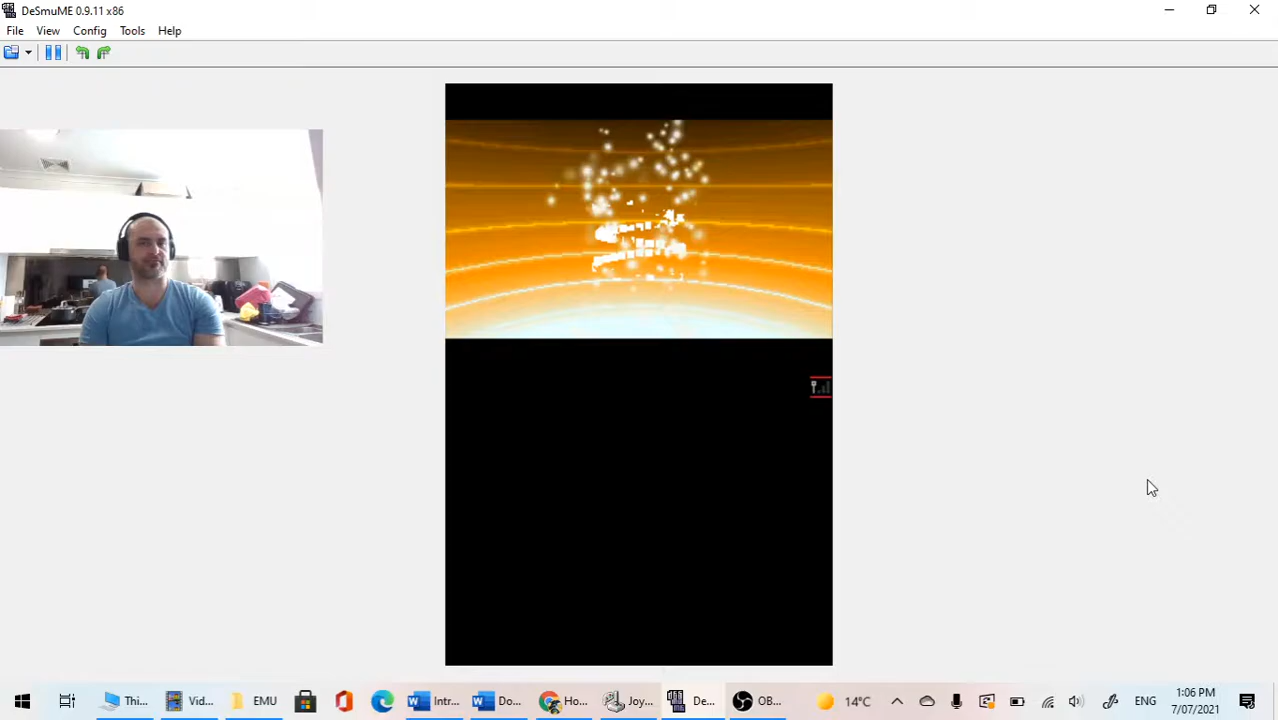 DeSmuME 0.9.11 x86
File View Config Tools Help
Thi... Vid... EMU Intr... Do... Ho... Joy... De... OB... 14°C ENG 1:06 PM
7/07/2021